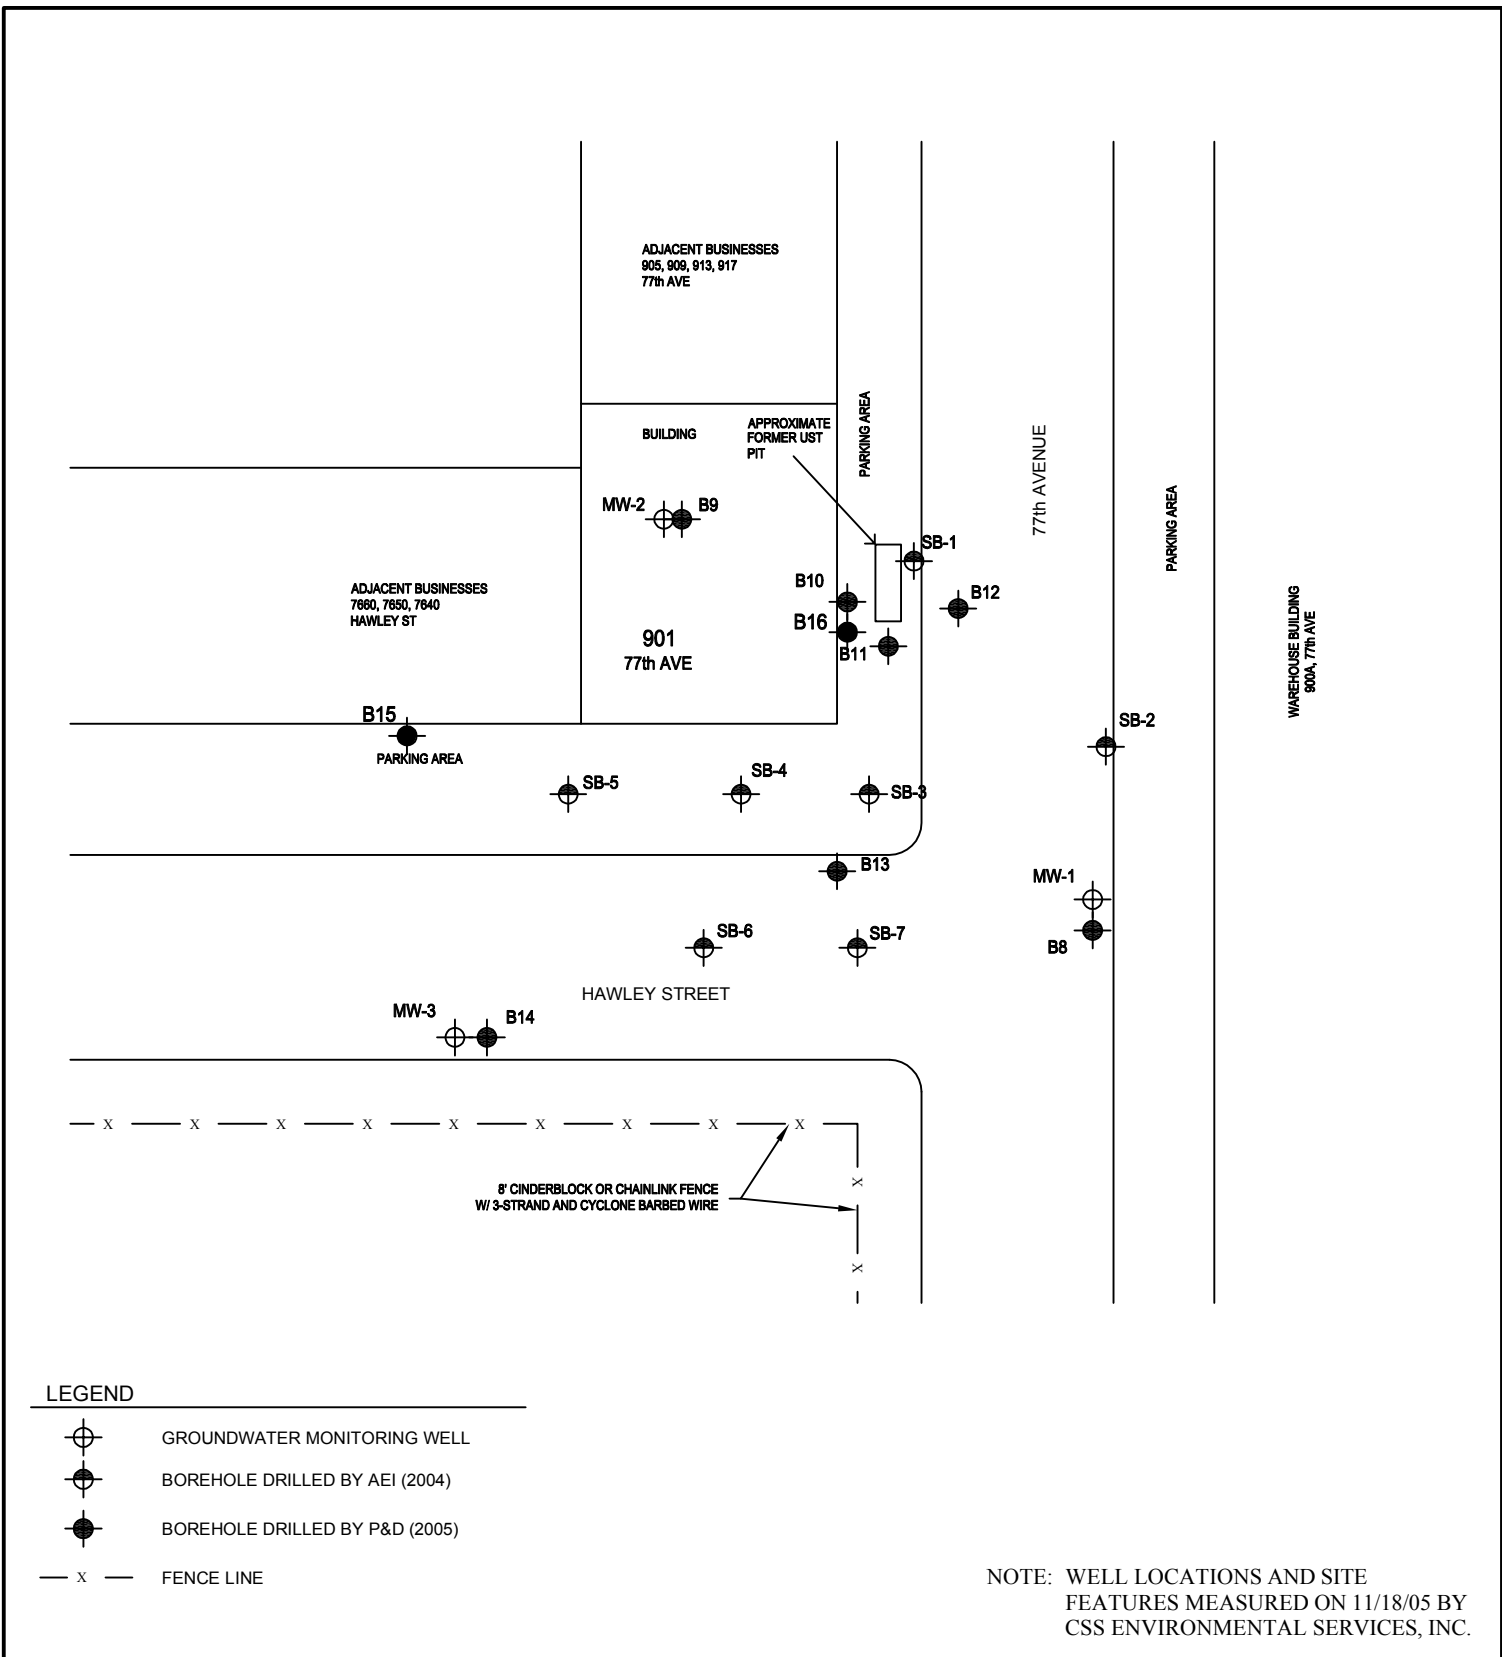 ADJACENT BUSINESSES
905, 909, 913, 917
77th AVE
BUILDING
APPROXIMATE
FORMER UST
PIT
PARKING AREA
77th AVENUE
PARKING AREA
WAREHOUSE BUILDING
900A, 77th AVE
MW-2
B9
SB-1
ADJACENT BUSINESSES
7660, 7650, 7640
HAWLEY ST
B10
B12
B16
B11
901
77th AVE
B15
PARKING AREA
SB-2
SB-5
SB-4
SB-3
B13
MW-1
SB-6
SB-7
B8
HAWLEY STREET
MW-3
B14
X X X X X X X X X
X
X
8' CINDERBLOCK OR CHAINLINK FENCE
W/ 3-STRAND AND CYCLONE BARBED WIRE
LEGEND
GROUNDWATER MONITORING WELL
BOREHOLE DRILLED BY AEI (2004)
BOREHOLE DRILLED BY P&D (2005)
X FENCE LINE
NOTE: WELL LOCATIONS AND SITE
FEATURES MEASURED ON 11/18/05 BY
CSS ENVIRONMENTAL SERVICES, INC.